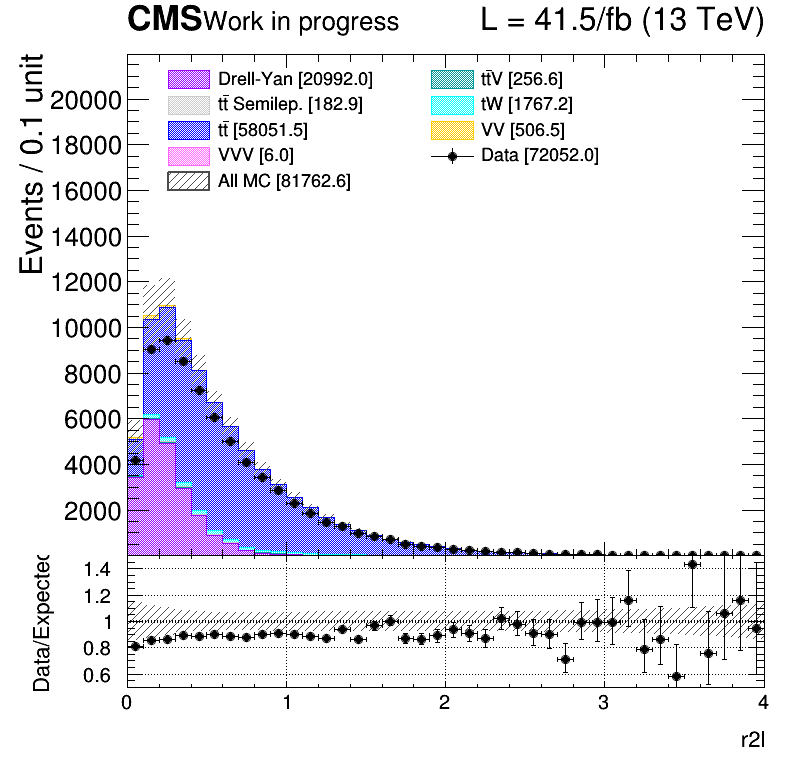 CMS Work in progress L = 41.5/fb (13 TeV)
Events / 0.1 unit
20000
18000
16000
14000
12000
10000
8000
6000
4000
2000
Drell-Yan [20992.0]
tt̄ Semilep. [182.9]
tt̄ [58051.5]
VVV [6.0]
All MC [81762.6]
tt̄V [256.6]
tW [1767.2]
VV [506.5]
Data [72052.0]
Data/Expected
1.4
1.2
1
0.8
0.6
0 1 2 3 4
r2l